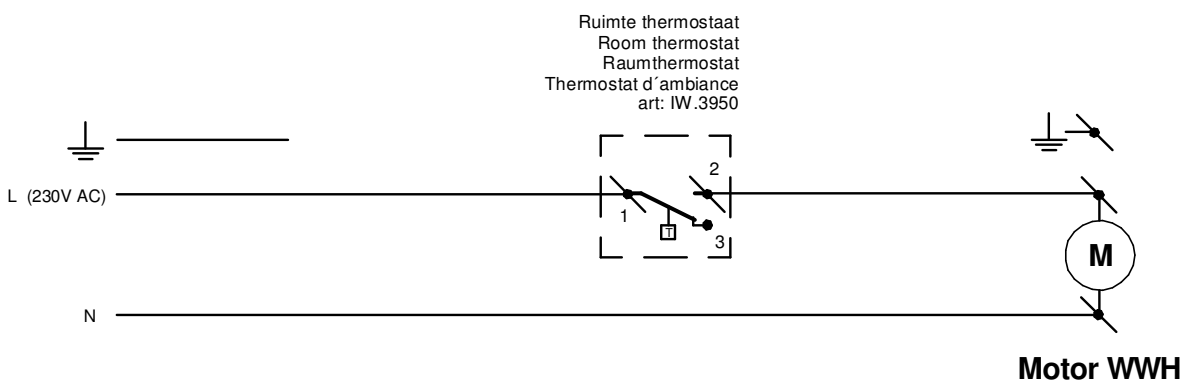 Ruimte thermostaat
Room thermostat
Raumthermostat
Thermostat d´ambiance
art: IW.3950
L (230V AC)
1
2
T
3
M
N
Motor WWH